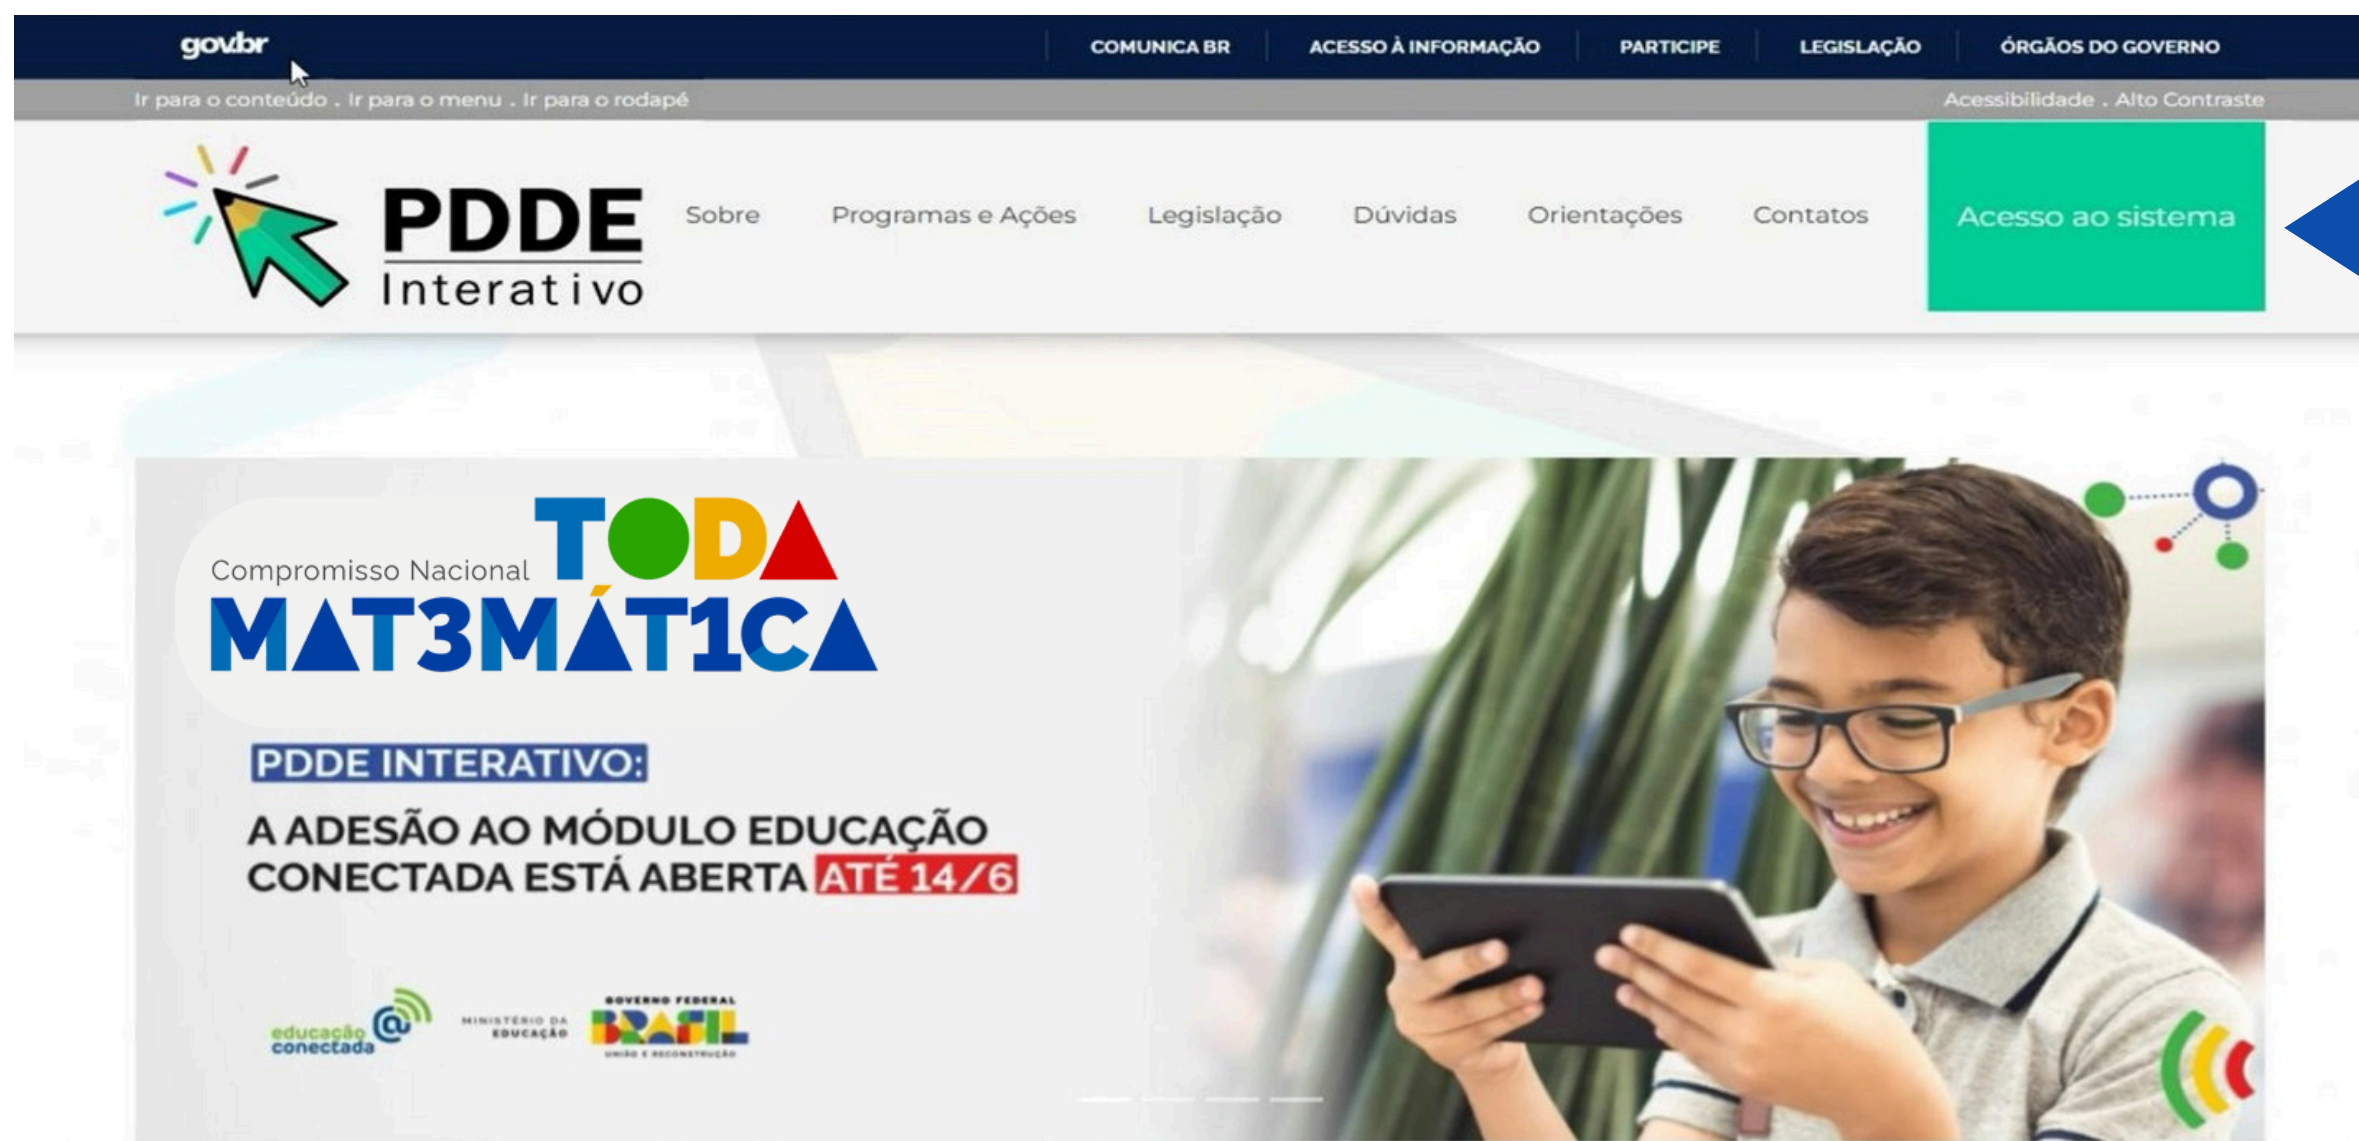 gov.br
COMUNICA BR
ACESSO À INFORMAÇÃO
PARTICIPE
LEGISLAÇÃO
ÓRGÃOS DO GOVERNO
Ir para o conteúdo . Ir para o menu . Ir para o rodapé
Acessibilidade . Alto Contraste
PDDE
Interativo
Sobre
Programas e Ações
Legislação
Dúvidas
Orientações
Contatos
Acesso ao sistema
Compromisso Nacional TODA
MAT3MÁT1CA
PDDE INTERATIVO:
A ADESÃO AO MÓDULO EDUCAÇÃO
CONECTADA ESTÁ ABERTA ATÉ 14/6
educação
conectada
MINISTÉRIO DA
EDUCAÇÃO
GOVERNO FEDERAL
BRASIL
UNIÃO E RECONSTRUÇÃO